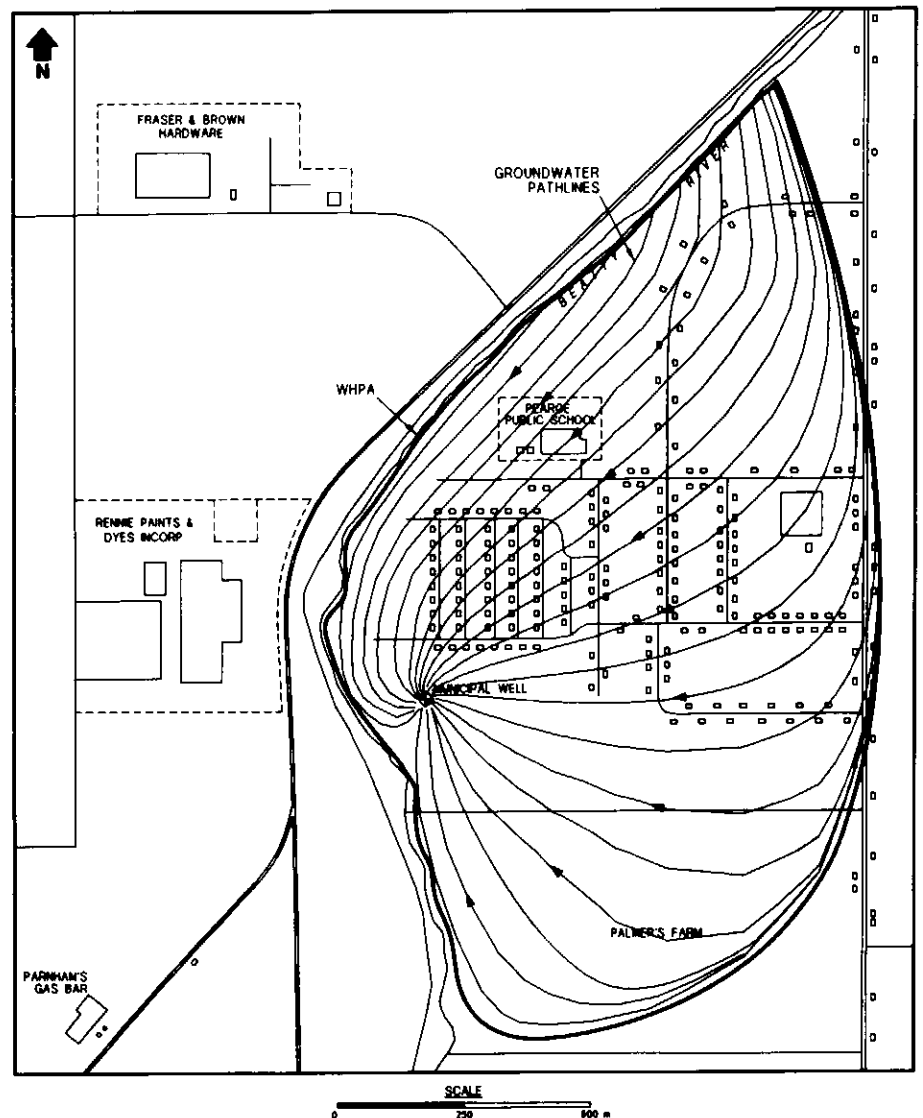 N
FRASER & BROWN
HARDWARE
GROUNDWATER
PATHLINES
BEATTY RIVER
WHPA
PEARCE
PUBLIC SCHOOL
RENNIE PAINTS &
DYES INCORP
MUNICIPAL WELL
PALMER'S FARM
PARNHAM'S
GAS BAR
SCALE
0 250 500 m